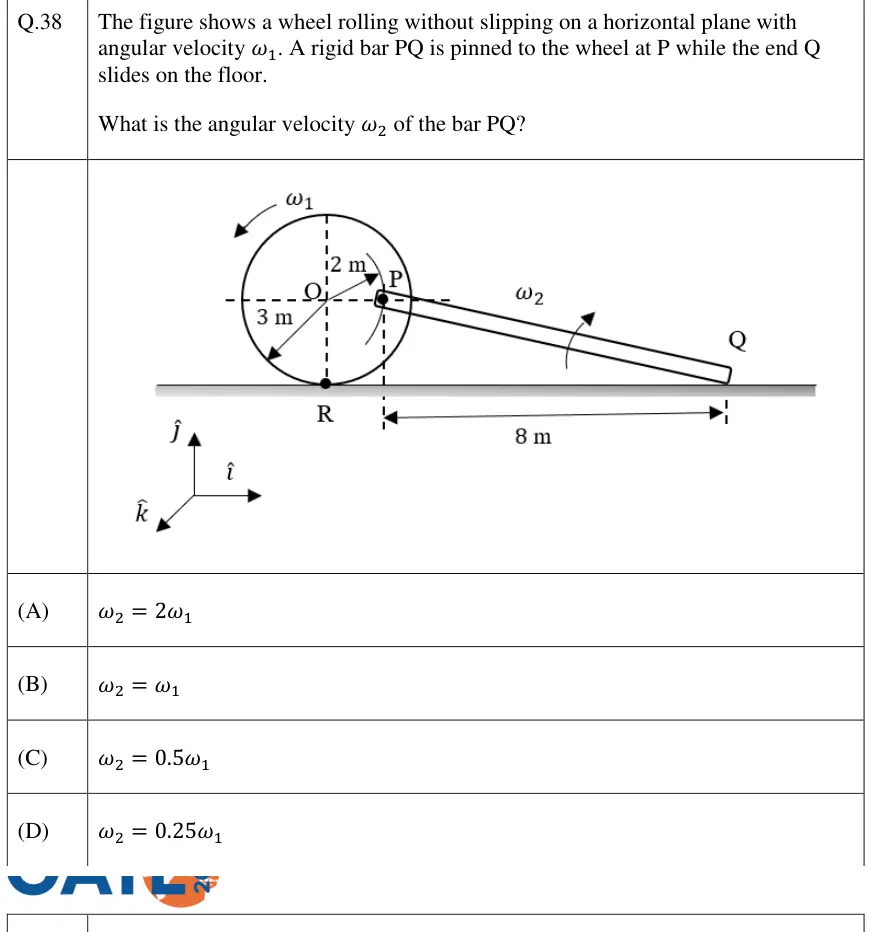 Q.38
The figure shows a wheel rolling without slipping on a horizontal plane with
angular velocity 𝜔₁. A rigid bar PQ is pinned to the wheel at P while the end Q
slides on the floor.
What is the angular velocity 𝜔₂ of the bar PQ?
𝜔₁
2 m
P
O
𝜔₂
3 m
Q
R
8 m
ĵ
î
k̂
(A) 𝜔₂ = 2𝜔₁
(B) 𝜔₂ = 𝜔₁
(C) 𝜔₂ = 0.5𝜔₁
(D) 𝜔₂ = 0.25𝜔₁